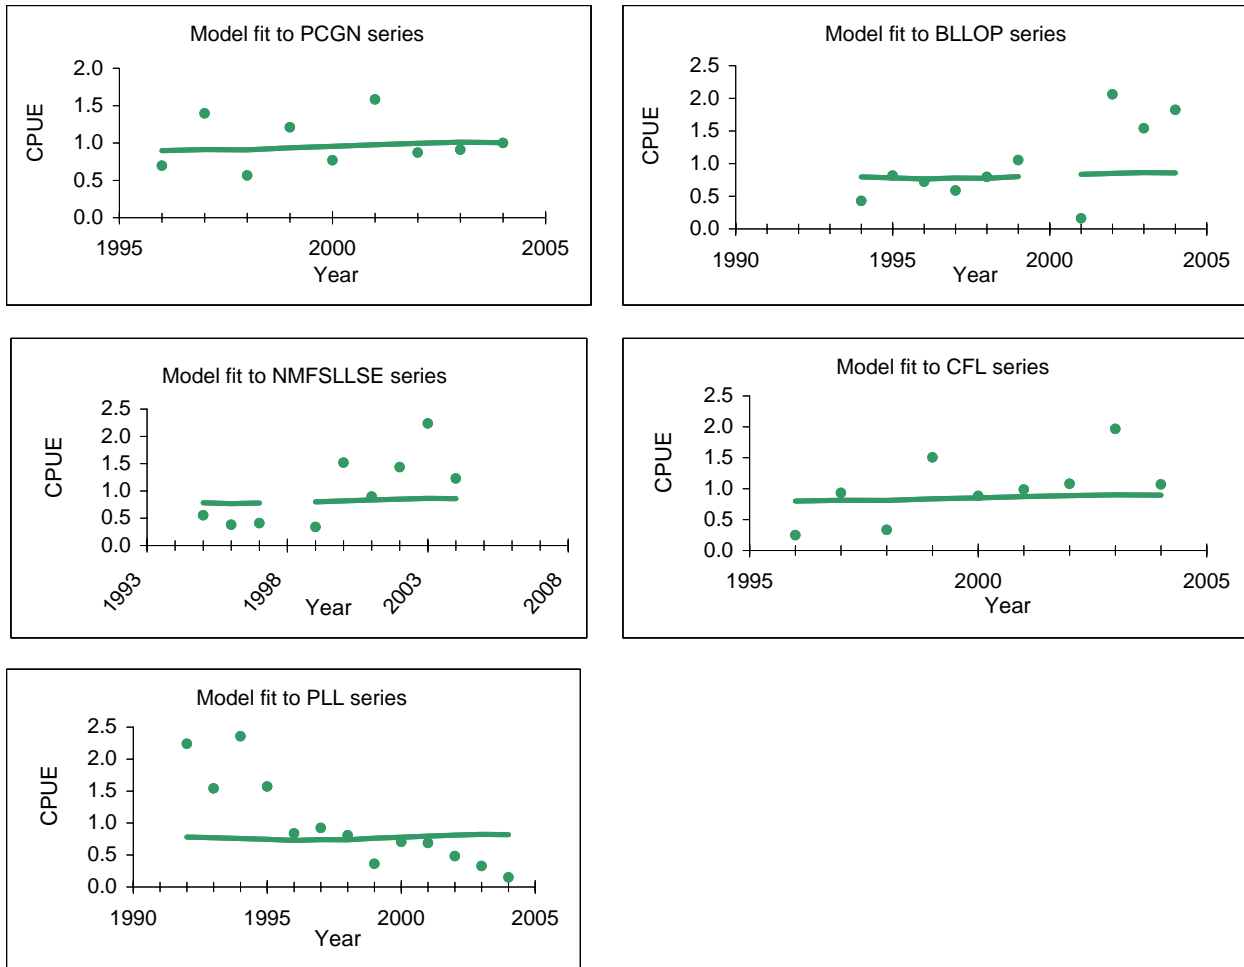 Model fit to PCGN series
CPUE
2.0
1.5
1.0
0.5
0.0
1995 2000 2005
Year
Model fit to BLLOP series
CPUE
2.5
2.0
1.5
1.0
0.5
0.0
1990 1995 2000 2005
Year
Model fit to NMFSLLSE series
CPUE
2.5
2.0
1.5
1.0
0.5
0.0
1993 1998 2003 2008
Year
Model fit to CFL series
CPUE
2.5
2.0
1.5
1.0
0.5
0.0
1995 2000 2005
Year
Model fit to PLL series
CPUE
2.5
2.0
1.5
1.0
0.5
0.0
1990 1995 2000 2005
Year